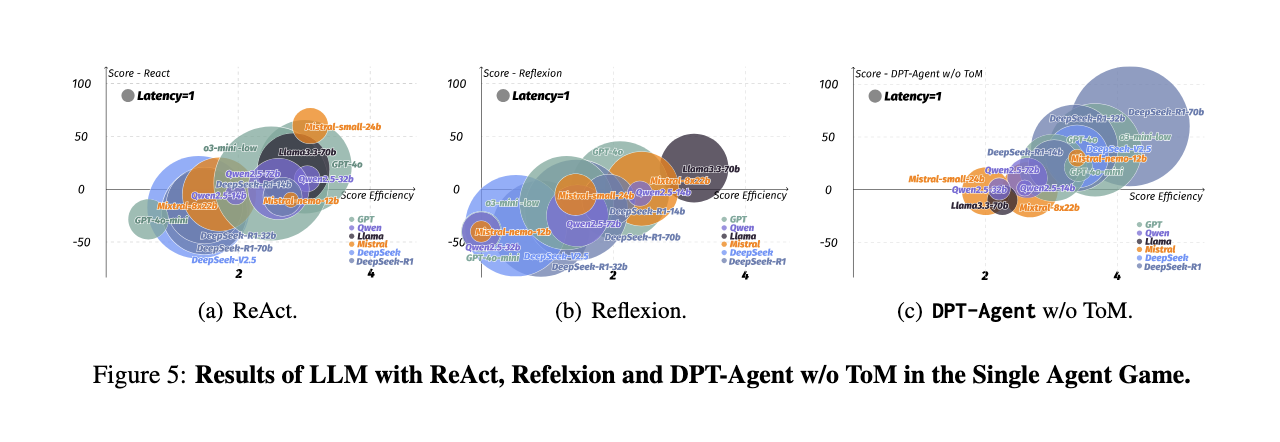 Score - React
100
Latency=1
50
Mistral-small-24b
o3-mini-low
Llama3.3-70b
GPT-4o
Qwen2.5-72b
Qwen2.5-32b
DeepSeek-R1-14b
0
Score Efficiency
Qwen2.5-14b
Mistral-nemo-12b
Mixtral-8x22b
GPT-4o-mini
DeepSeek-R1-32b
-50
DeepSeek-R1-70b
DeepSeek-V2.5
GPT
Qwen
Llama
Mistral
DeepSeek
DeepSeek-R1
2
4
(a) ReAct.
Score - Reflexion
100
Latency=1
50
GPT-4o
Llama3.3-70b
Mixtral-8x22b
0
Score Efficiency
Mistral-small-24b
Qwen2.5-14b
o3-mini-low
DeepSeek-R1-14b
Qwen2.5-72b
Mistral-nemo-12b
DeepSeek-R1-70b
-50
Qwen2.5-32b
GPT-4o-mini
DeepSeek-V2.5
DeepSeek-R1-32b
GPT
Qwen
Llama
Mistral
DeepSeek
DeepSeek-R1
2
4
(b) Reflexion.
Score - DPT-Agent w/o ToM
100
Latency=1
DeepSeek-R1-70b
DeepSeek-R1-32b
50
GPT-4o
o3-mini-low
DeepSeek-R1-14b
DeepSeek-V2.5
Mistral-nemo-12b
Qwen2.5-72b
GPT-4o-mini
Mistral-small-24b
0
Score Efficiency
Qwen2.5-32b
Qwen2.5-14b
Llama3.3-70b
Mixtral-8x22b
-50
GPT
Qwen
Llama
Mistral
DeepSeek
DeepSeek-R1
2
4
(c) DPT-Agent w/o ToM.
Figure 5: Results of LLM with ReAct, Refelxion and DPT-Agent w/o ToM in the Single Agent Game.